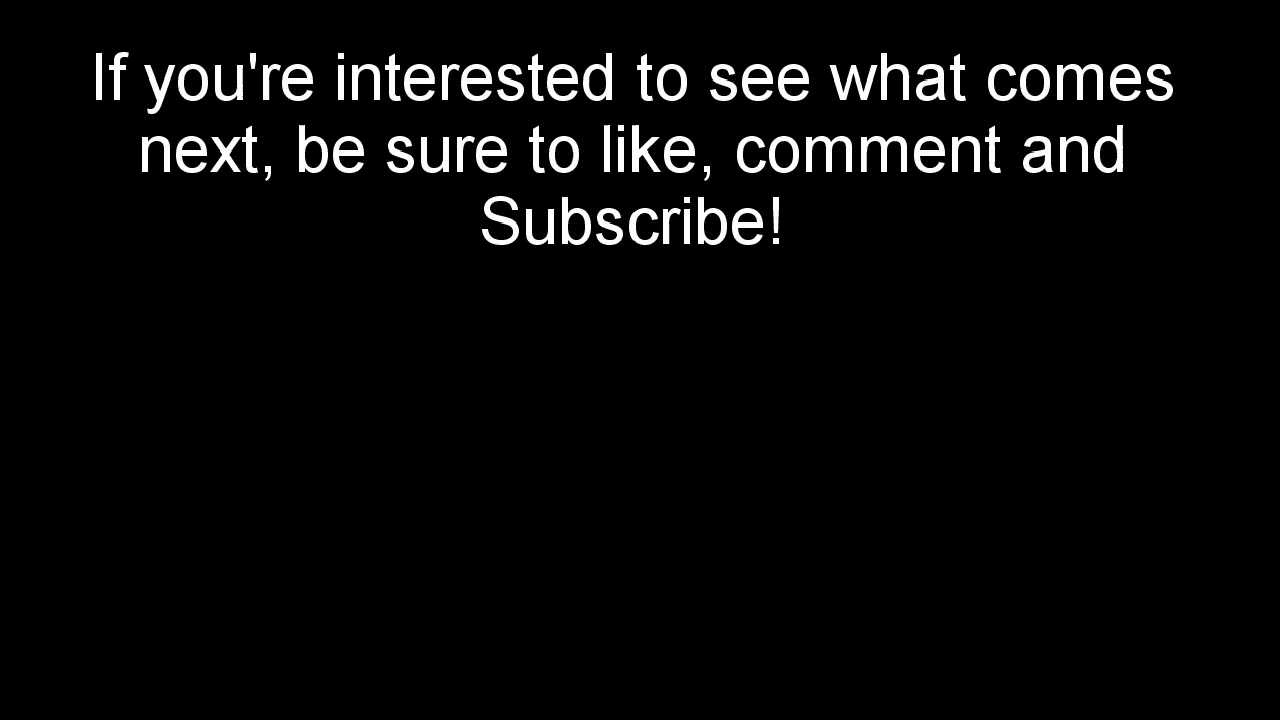 If you're interested to see what comes
next, be sure to like, comment and
Subscribe!